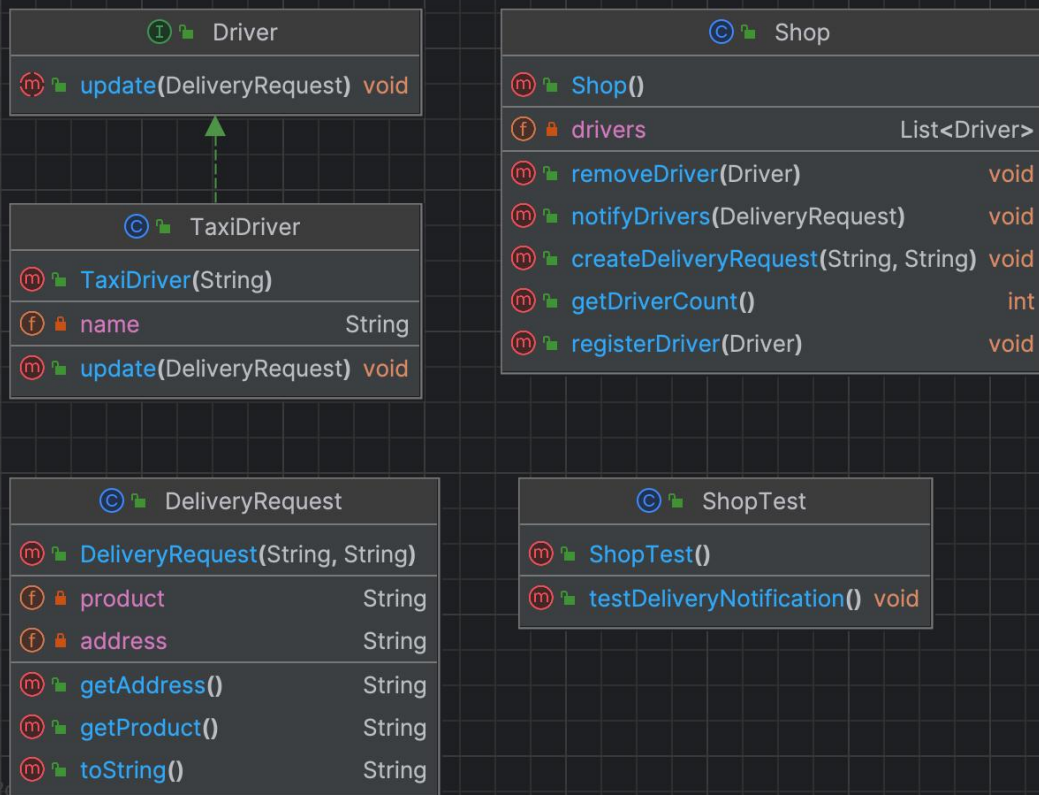 Driver
update(DeliveryRequest) void
TaxiDriver
TaxiDriver(String)
name String
update(DeliveryRequest) void
Shop
Shop()
drivers List<Driver>
removeDriver(Driver) void
notifyDrivers(DeliveryRequest) void
createDeliveryRequest(String, String) void
getDriverCount() int
registerDriver(Driver) void
DeliveryRequest
DeliveryRequest(String, String)
product String
address String
getAddress() String
getProduct() String
toString() String
ShopTest
ShopTest()
testDeliveryNotification() void